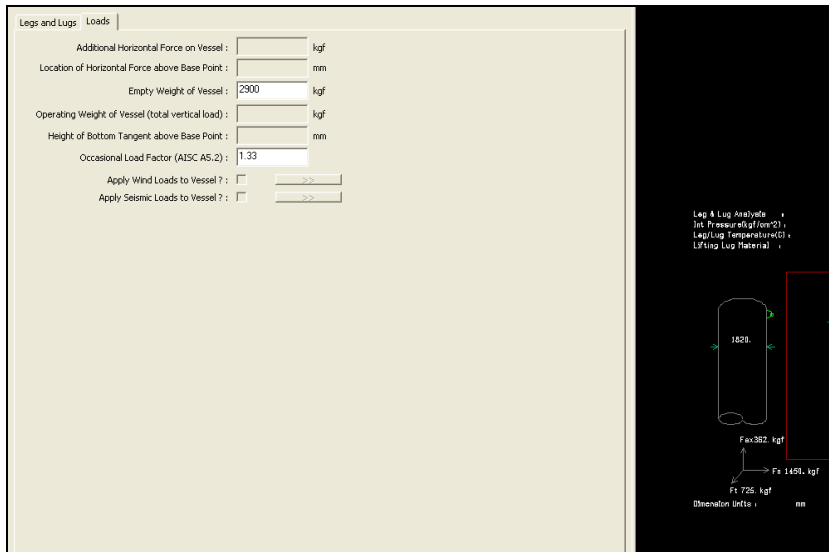 Legs and Lugs Loads
Additional Horizontal Force on Vessel : kgf
Location of Horizontal Force above Base Point : mm
Empty Weight of Vessel : 2900 kgf
Operating Weight of Vessel (total vertical load) : kgf
Height of Bottom Tangent above Base Point : mm
Occasional Load Factor (AISC A5.2) : 1.33
Apply Wind Loads to Vessel ? : >>
Apply Seismic Loads to Vessel ? : >>
Leg & Lug Analysis :
Int Pressure(kgf/cm^2) :
Leg/Lug Temperature(C) :
Lifting Lug Material :
1820.
Fax362. kgf
Fn 1450. kgf
Ft 725. kgf
Dimension Units : mm